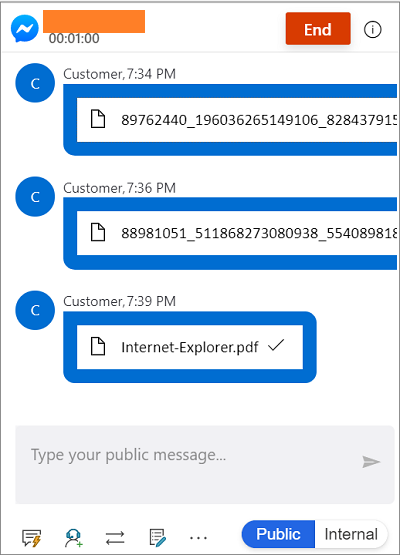 00:01:00
End
Customer, 7:34 PM
C
89762440_196036265149106_828437915
Customer, 7:36 PM
C
88981051_511868273080938_554089818
Customer, 7:39 PM
C
Internet-Explorer.pdf
Type your public message...
Public Internal